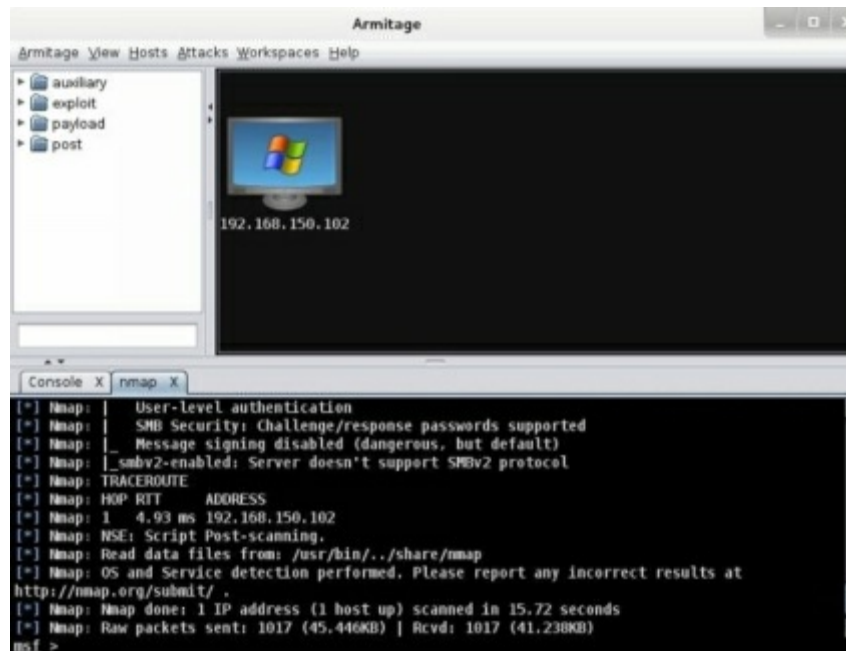 Armitage
Armitage View Hosts Attacks Workspaces Help
auxiliary
exploit
payload
post
192.168.150.102
Console X nmap X
[*] Nmap: |   User-level authentication
[*] Nmap: |   SMB Security: Challenge/response passwords supported
[*] Nmap: |_  Message signing disabled (dangerous, but default)
[*] Nmap: |_smbv2-enabled: Server doesn't support SMBv2 protocol
[*] Nmap: TRACEROUTE
[*] Nmap: HOP RTT     ADDRESS
[*] Nmap: 1   4.93 ms 192.168.150.102
[*] Nmap: NSE: Script Post-scanning.
[*] Nmap: Read data files from: /usr/bin/../share/nmap
[*] Nmap: OS and Service detection performed. Please report any incorrect results at
http://nmap.org/submit/ .
[*] Nmap: Nmap done: 1 IP address (1 host up) scanned in 15.72 seconds
[*] Nmap: Raw packets sent: 1017 (45.446KB) | Rcvd: 1017 (41.238KB)
msf >